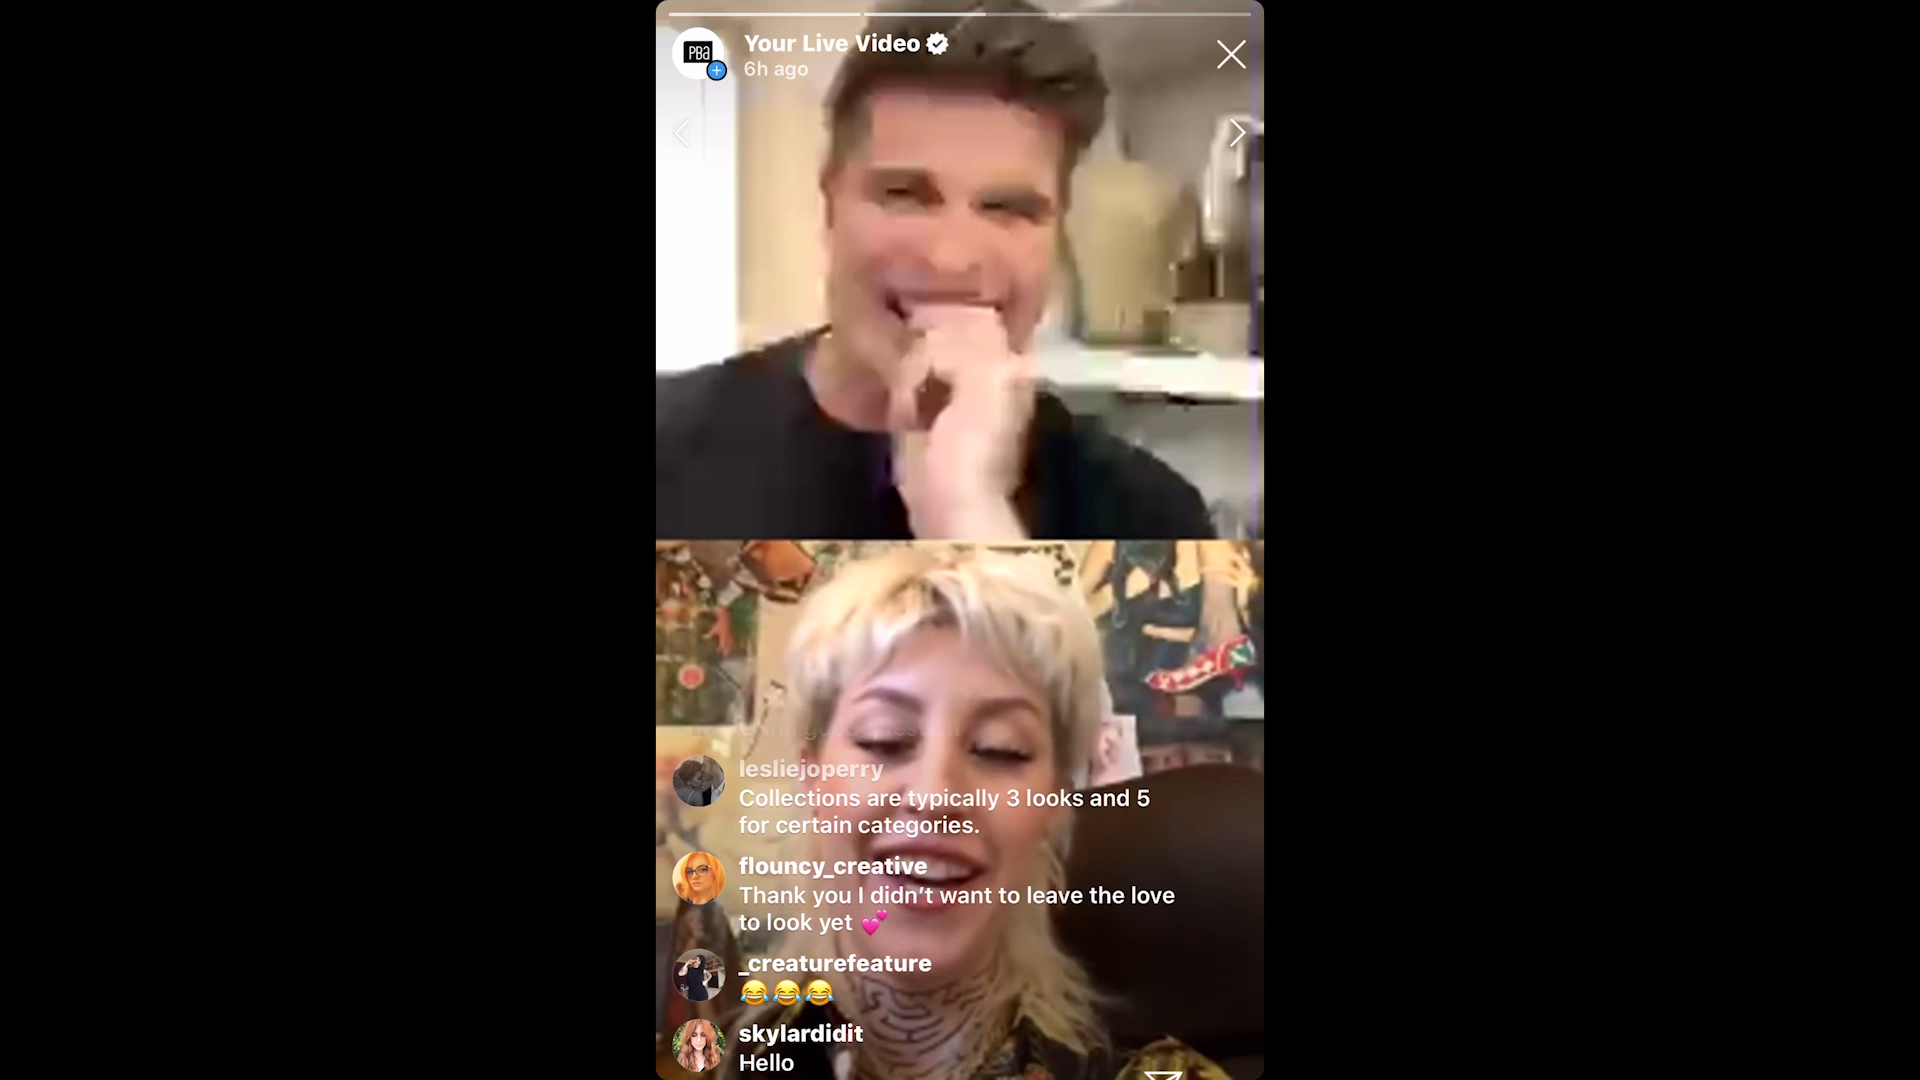 PBa
Your Live Video
6h ago
lesliejoperry
Collections are typically 3 looks and 5
for certain categories.
flouncy_creative
Thank you I didn't want to leave the love
to look yet 💕
_creaturefeature
😂😂😂
skylardidit
Hello